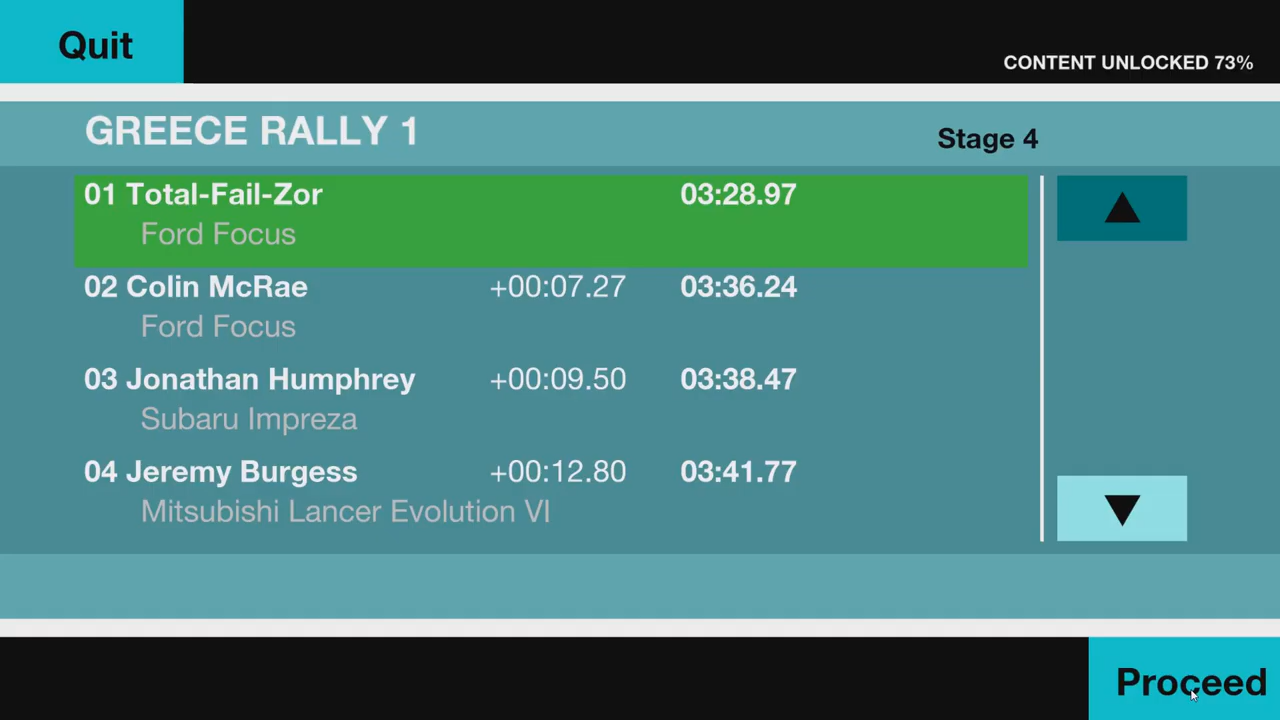 Quit
CONTENT UNLOCKED 73%
GREECE RALLY 1
Stage 4
01 Total-Fail-Zor 03:28.97
Ford Focus
02 Colin McRae +00:07.27 03:36.24
Ford Focus
03 Jonathan Humphrey +00:09.50 03:38.47
Subaru Impreza
04 Jeremy Burgess +00:12.80 03:41.77
Mitsubishi Lancer Evolution VI
Proceed